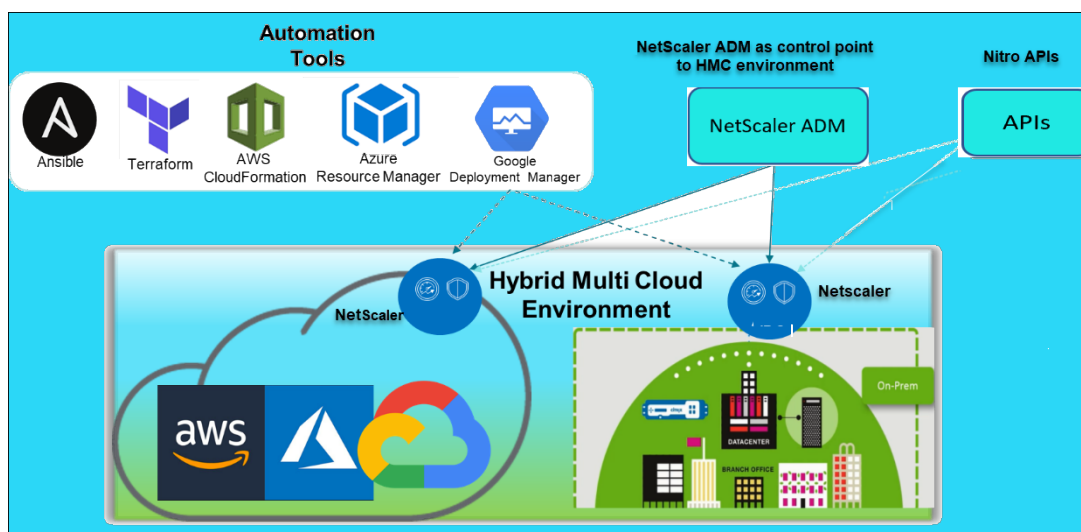 Automation
Tools
NetScaler ADM as control point
to HMC environment
Nitro APIs
Ansible
Terraform
AWS
CloudFormation
Azure
Resource Manager
Google
Deployment Manager
NetScaler ADM
APIs
Hybrid Multi Cloud
Environment
NetScaler
Netscaler
aws
On-Prem
DATACENTER
BRANCH OFFICE